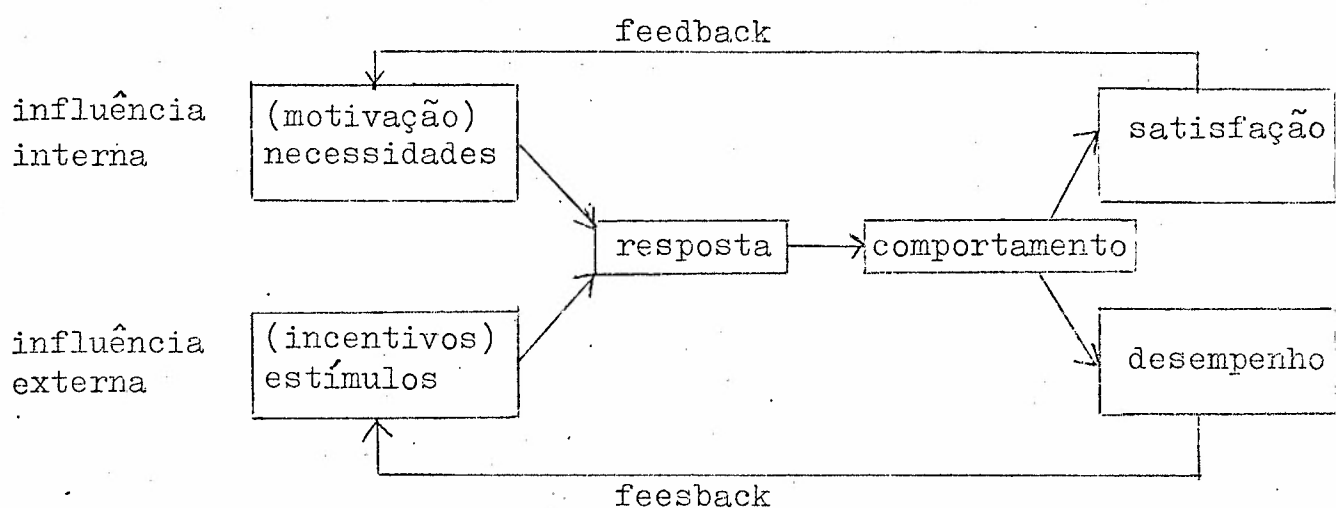 feedback
influência
interna
(motivação)
necessidades
satisfação
resposta
comportamento
influência
externa
(incentivos)
estímulos
desempenho
feesback